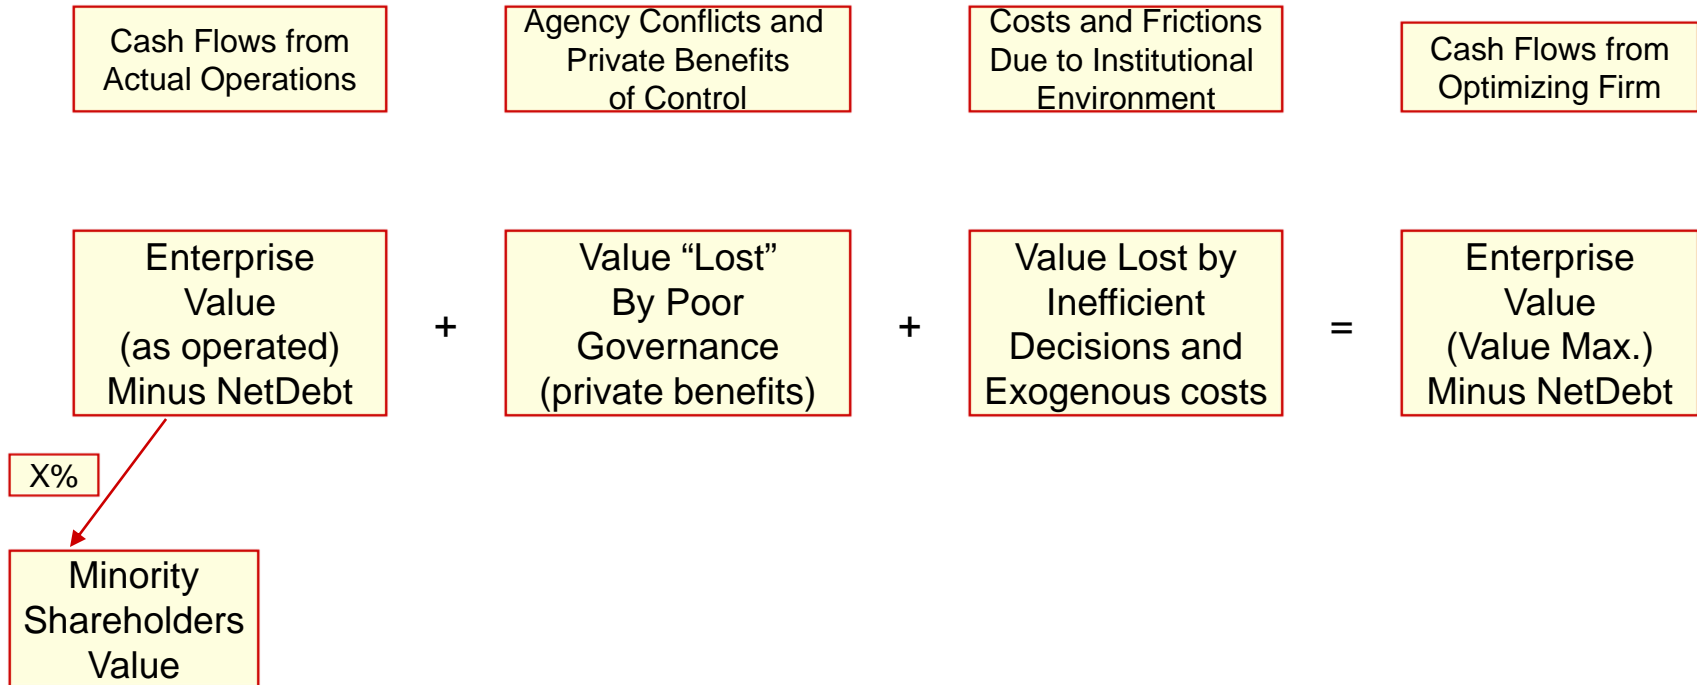 Cash Flows from
Actual Operations
Agency Conflicts and
Private Benefits
of Control
Costs and Frictions
Due to Institutional
Environment
Cash Flows from
Optimizing Firm
Enterprise
Value
(as operated)
Minus NetDebt
+
Value “Lost”
By Poor
Governance
(private benefits)
+
Value Lost by
Inefficient
Decisions and
Exogenous costs
=
Enterprise
Value
(Value Max.)
Minus NetDebt
X%
Minority
Shareholders
Value